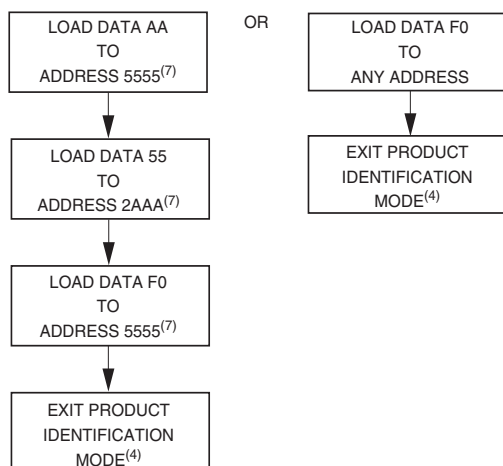 LOAD DATA AA
TO
ADDRESS 5555(7)
LOAD DATA 55
TO
ADDRESS 2AAA(7)
LOAD DATA F0
TO
ADDRESS 5555(7)
EXIT PRODUCT
IDENTIFICATION
MODE(4)
OR
LOAD DATA F0
TO
ANY ADDRESS
EXIT PRODUCT
IDENTIFICATION
MODE(4)